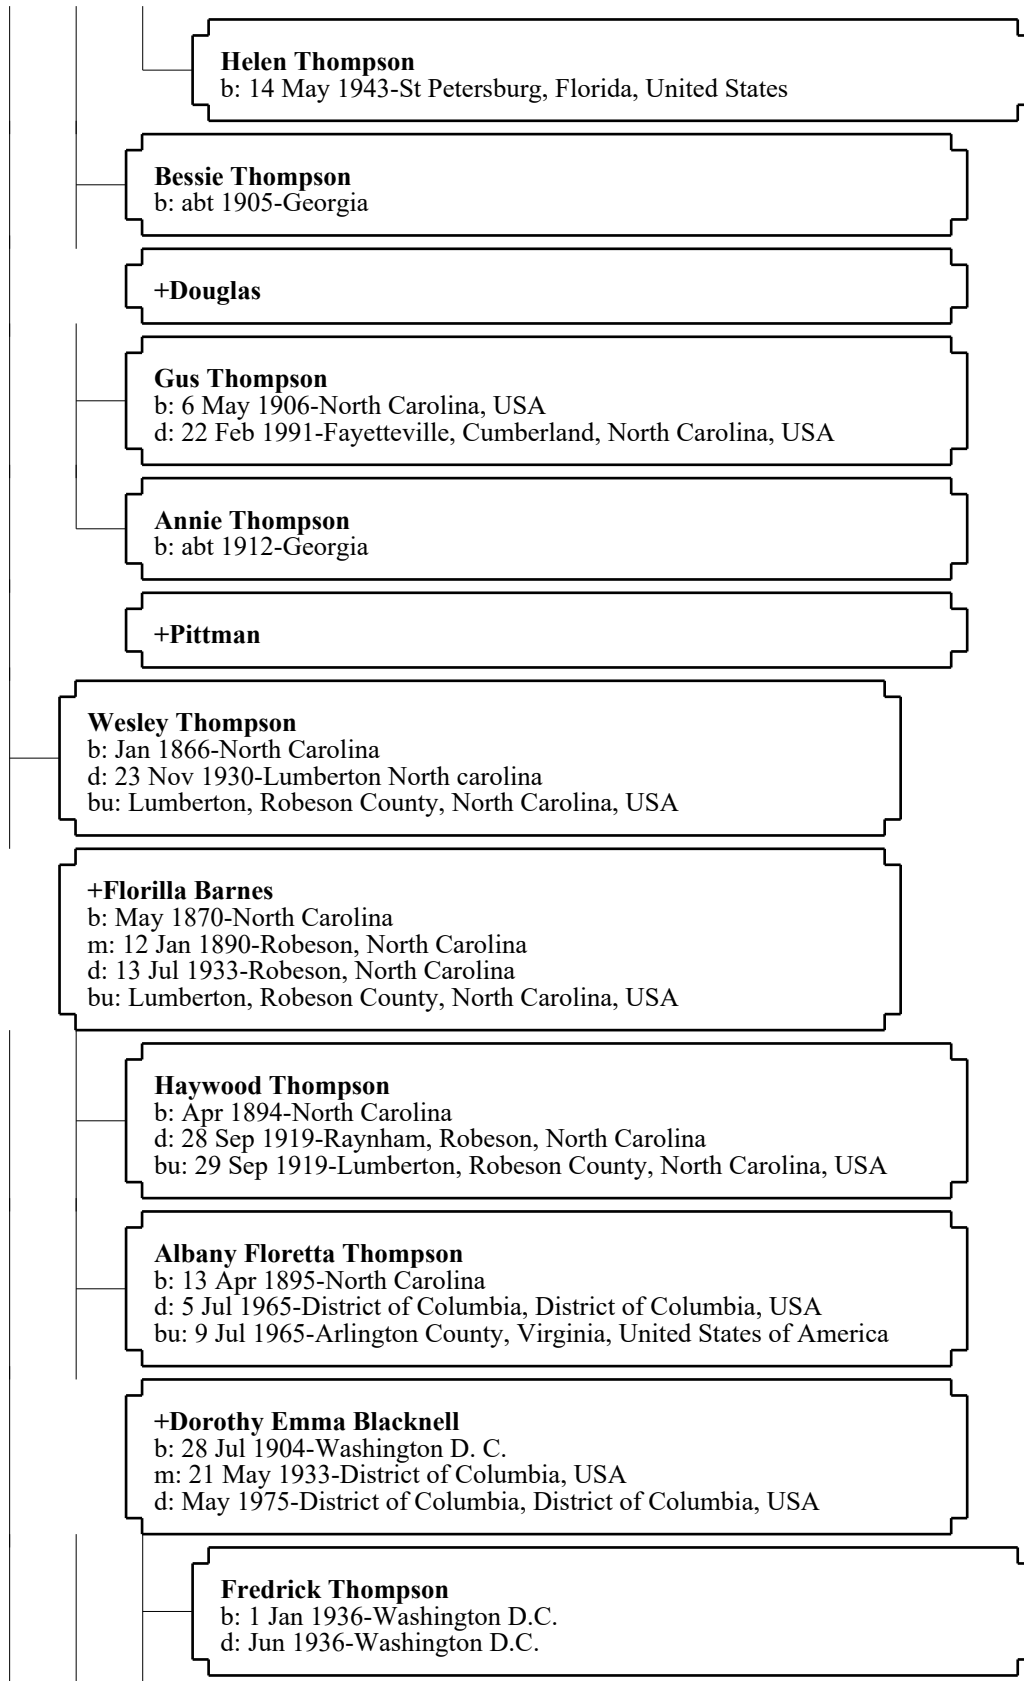 Helen Thompson
b: 14 May 1943-St Petersburg, Florida, United States
Bessie Thompson
b: abt 1905-Georgia
+Douglas
Gus Thompson
b: 6 May 1906-North Carolina, USA
d: 22 Feb 1991-Fayetteville, Cumberland, North Carolina, USA
Annie Thompson
b: abt 1912-Georgia
+Pittman
Wesley Thompson
b: Jan 1866-North Carolina
d: 23 Nov 1930-Lumberton North carolina
bu: Lumberton, Robeson County, North Carolina, USA
+Florilla Barnes
b: May 1870-North Carolina
m: 12 Jan 1890-Robeson, North Carolina
d: 13 Jul 1933-Robeson, North Carolina
bu: Lumberton, Robeson County, North Carolina, USA
Haywood Thompson
b: Apr 1894-North Carolina
d: 28 Sep 1919-Raynham, Robeson, North Carolina
bu: 29 Sep 1919-Lumberton, Robeson County, North Carolina, USA
Albany Floretta Thompson
b: 13 Apr 1895-North Carolina
d: 5 Jul 1965-District of Columbia, District of Columbia, USA
bu: 9 Jul 1965-Arlington County, Virginia, United States of America
+Dorothy Emma Blacknell
b: 28 Jul 1904-Washington D. C.
m: 21 May 1933-District of Columbia, USA
d: May 1975-District of Columbia, District of Columbia, USA
Fredrick Thompson
b: 1 Jan 1936-Washington D.C.
d: Jun 1936-Washington D.C.